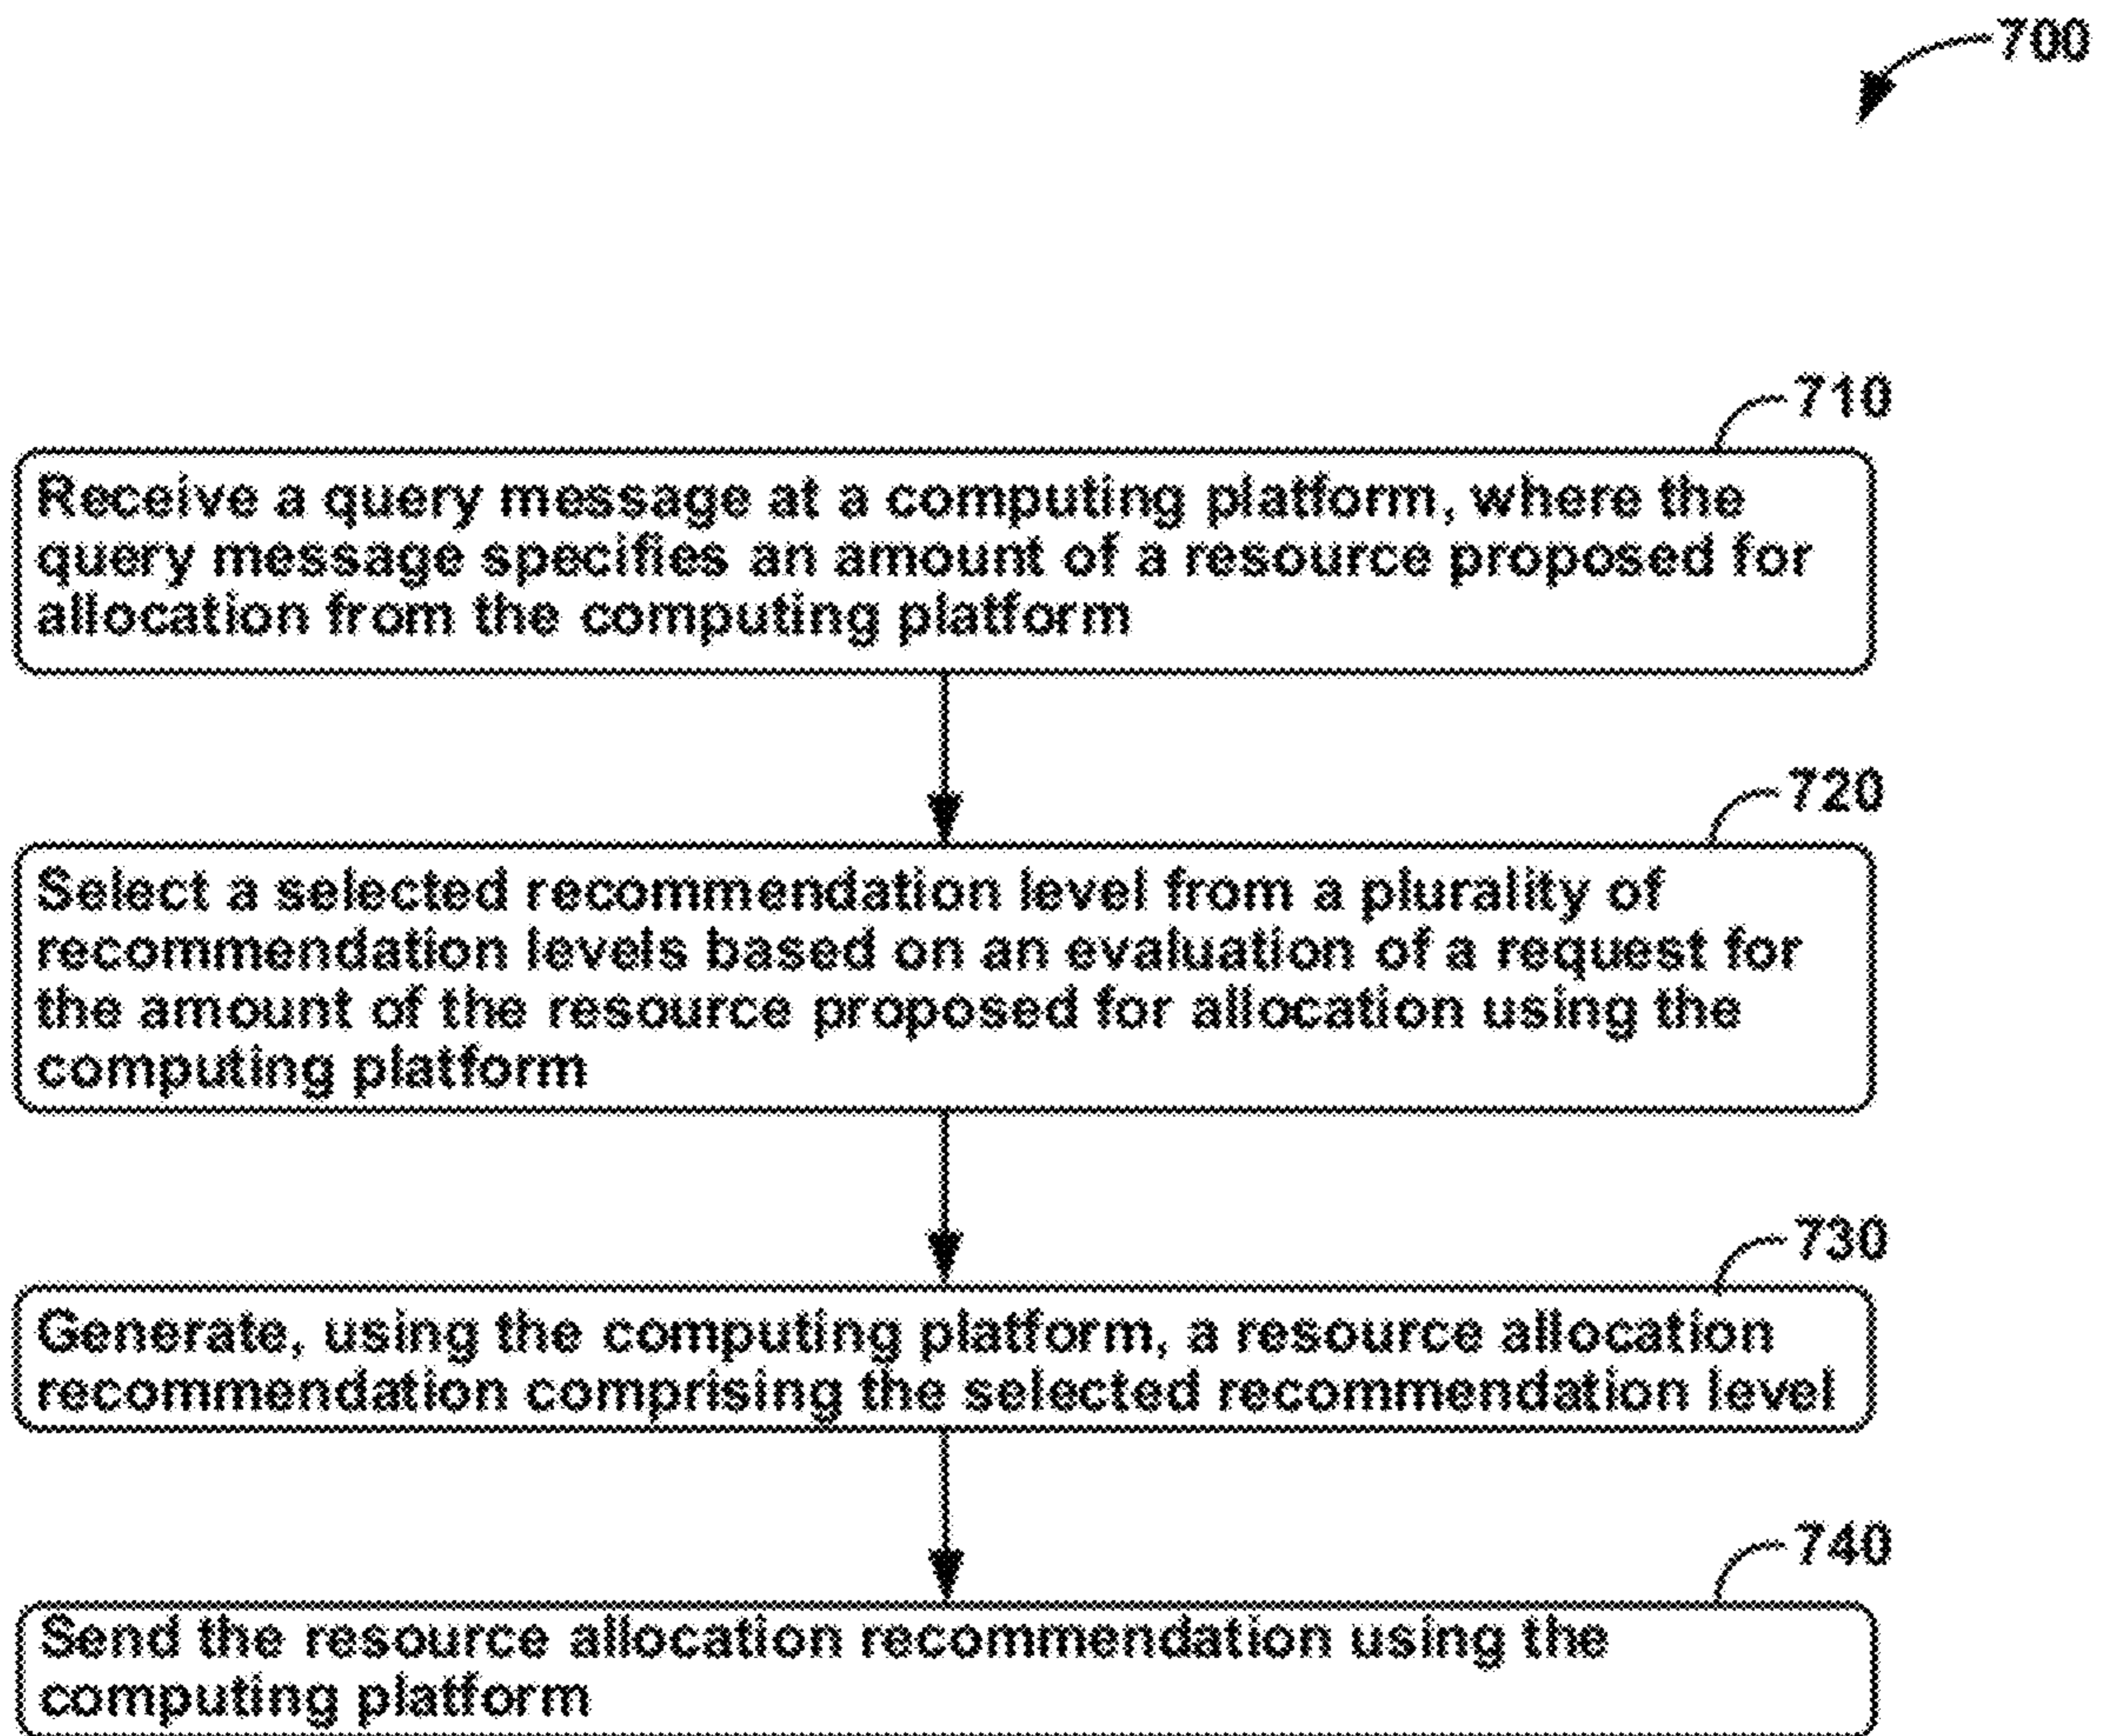 700
710
Receive a query message at a computing platform, where the
query message specifies an amount of a resource proposed for
allocation from the computing platform
720
Select a selected recommendation level from a plurality of
recommendation levels based on an evaluation of a request for
the amount of the resource proposed for allocation using the
computing platform
730
Generate, using the computing platform, a resource allocation
recommendation comprising the selected recommendation level
740
Send the resource allocation recommendation using the
computing platform